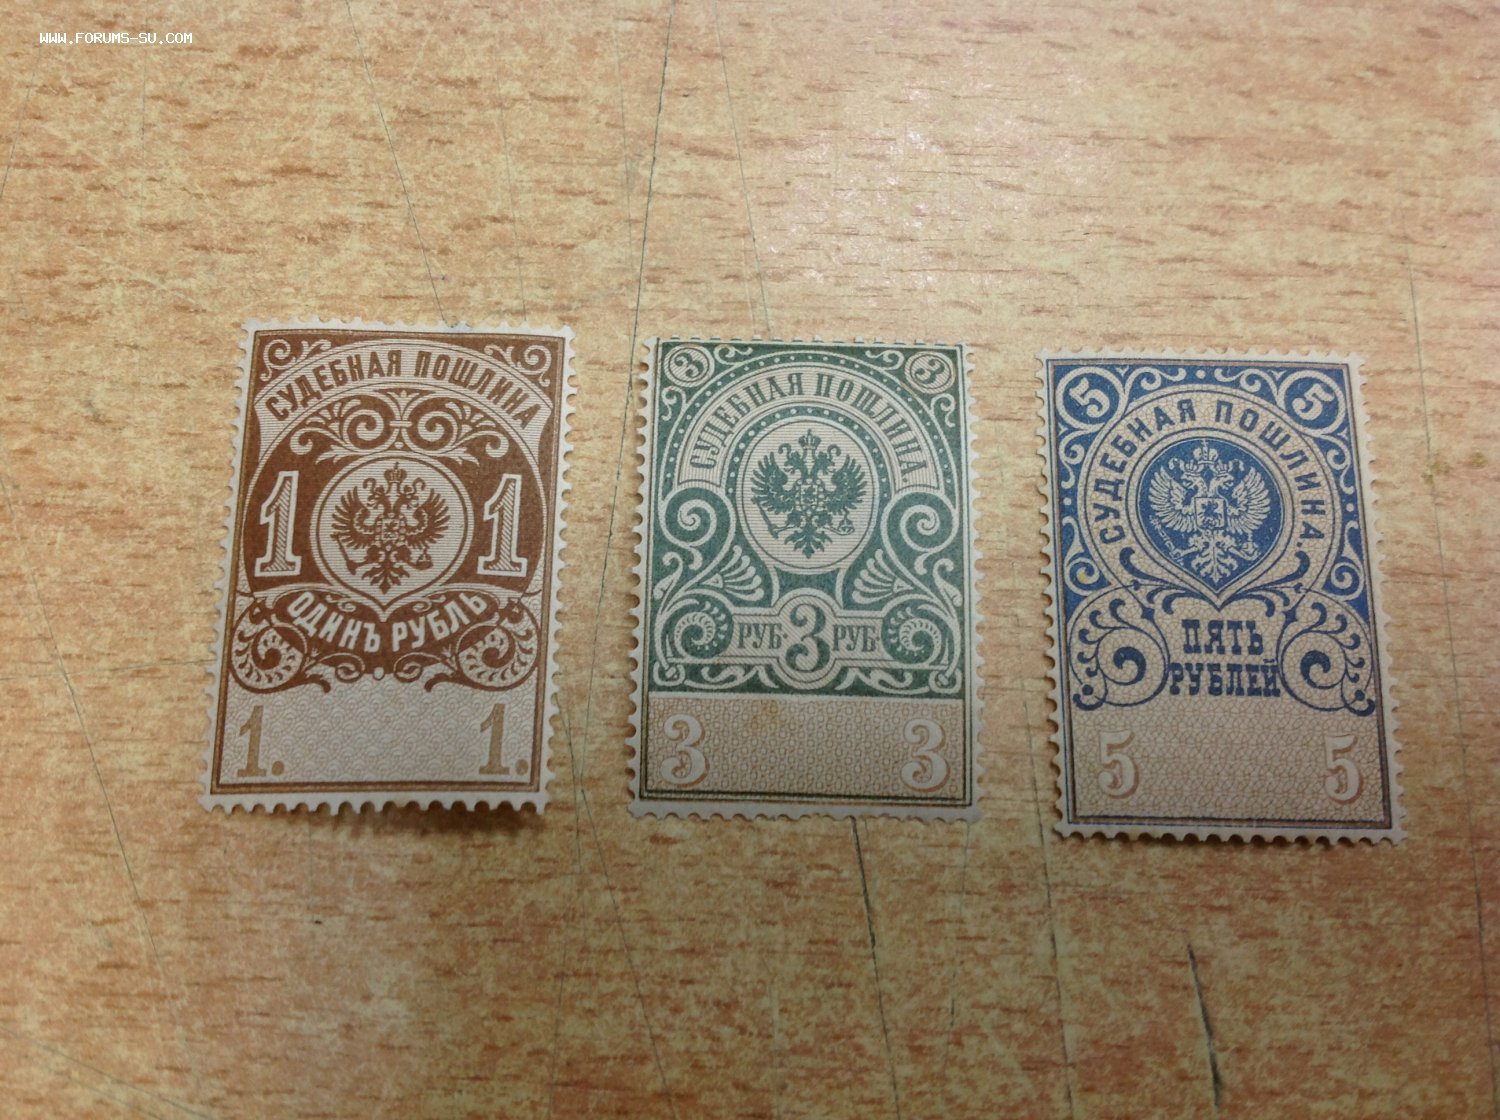 WWW.FORUMS-SU.COM
СУДЕБНАЯ ПОШЛИНА
1 1
ОДИНЪ РУБЛЬ
1. 1.
3 3
СУДЕБНАЯ ПОШЛИНА
РУБ. 3 РУБ.
3 3
5 5
СУДЕБНАЯ ПОШЛИНА
ПЯТЬ
РУБЛЕЙ
5 5